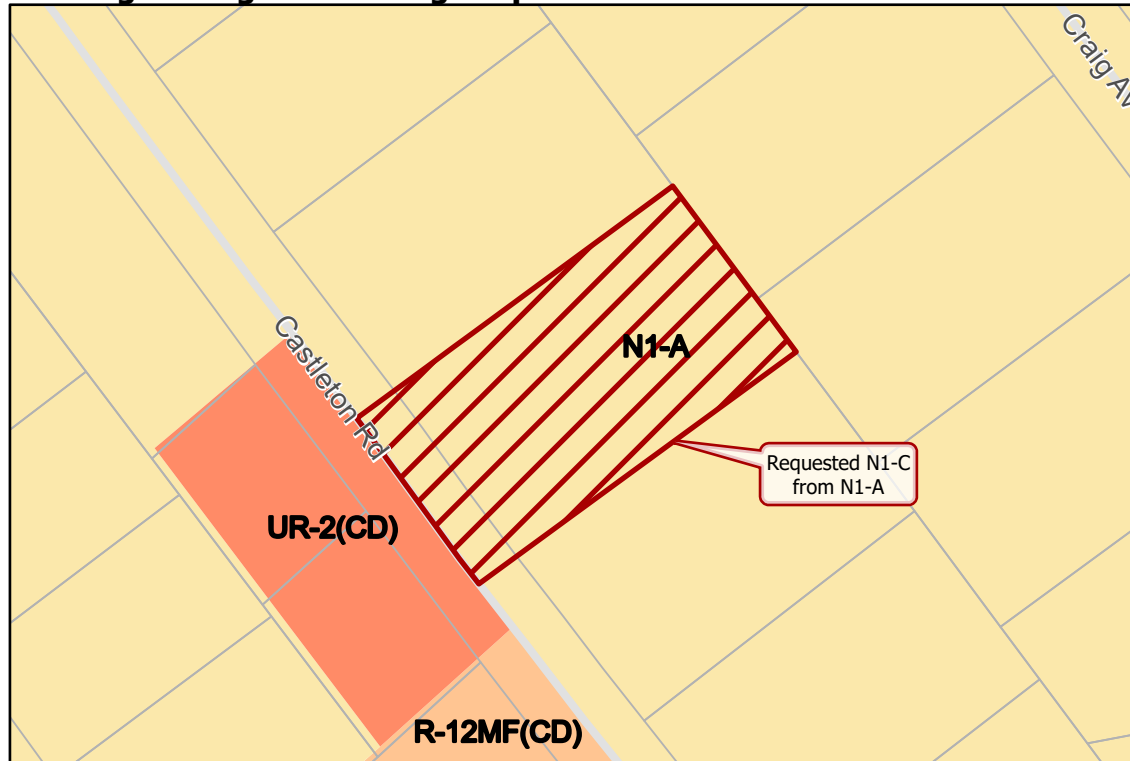 Craig Av
N1-A
Castleton Rd
Requested N1-C
from N1-A
UR-2(CD)
R-12MF(CD)